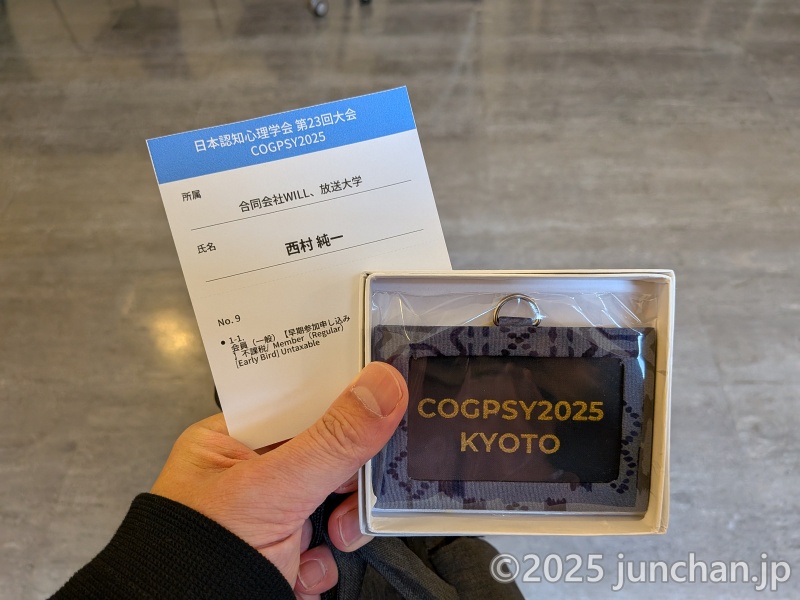 日本認知心理学会 第23回大会
COGPSY2025
所属
合同会社WILL、放送大学
氏名
西村 純一
No. 9
● 1-1.
会員（一般）【早期参加申し込み
】不課税/ Member（Regular）
[Early Bird] Untaxable
COGPSY2025
KYOTO
©2025 junchan.jp